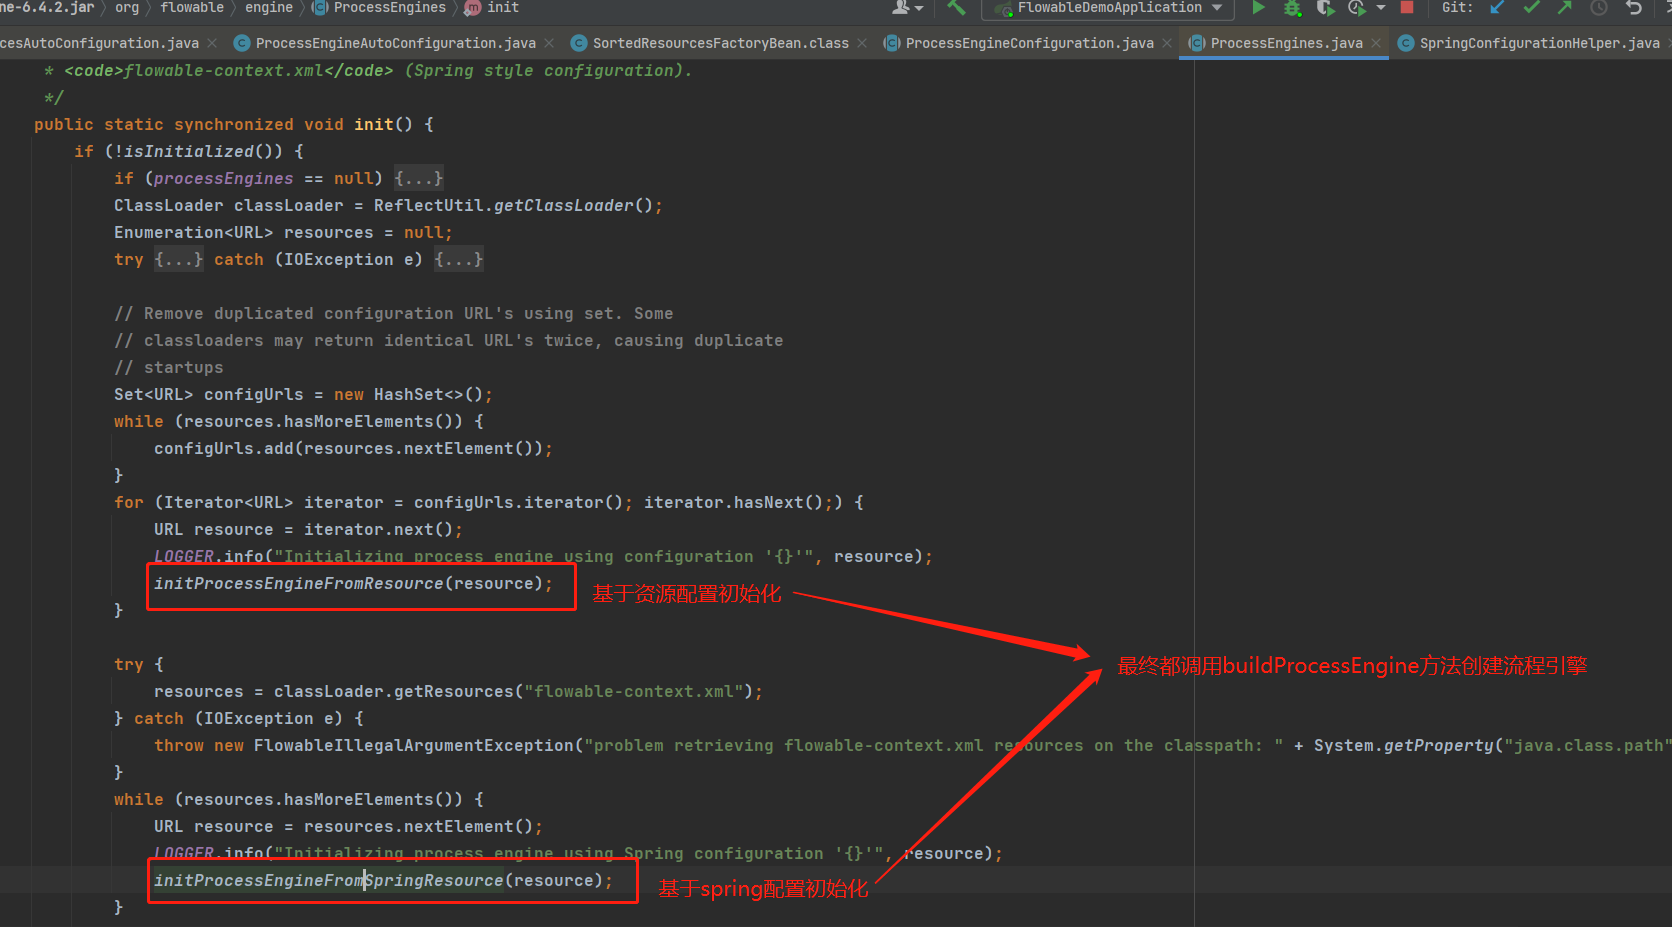 ne-6.4.2.jar org flowable engine ProcessEngines init FlowableDemoApplication Git:
cesAutoConfiguration.java ProcessEngineAutoConfiguration.java SortedResourcesFactoryBean.class ProcessEngineConfiguration.java ProcessEngines.java SpringConfigurationHelper.java
* <code>flowable-context.xml</code> (Spring style configuration).
*/
public static synchronized void init() {
if (!isInitialized()) {
if (processEngines == null) {...}
ClassLoader classLoader = ReflectUtil.getClassLoader();
Enumeration<URL> resources = null;
try {...} catch (IOException e) {...}
// Remove duplicated configuration URL's using set. Some
// classloaders may return identical URL's twice, causing duplicate
// startups
Set<URL> configUrls = new HashSet<>();
while (resources.hasMoreElements()) {
configUrls.add(resources.nextElement());
}
for (Iterator<URL> iterator = configUrls.iterator(); iterator.hasNext();) {
URL resource = iterator.next();
LOGGER.info("Initializing process engine using configuration '{}'", resource);
initProcessEngineFromResource(resource); 基于资源配置初始化
}
最终都调用buildProcessEngine方法创建流程引擎
try {
resources = classLoader.getResources("flowable-context.xml");
} catch (IOException e) {
throw new FlowableIllegalArgumentException("problem retrieving flowable-context.xml resources on the classpath: " + System.getProperty("java.class.path"
}
while (resources.hasMoreElements()) {
URL resource = resources.nextElement();
LOGGER.info("Initializing process engine using Spring configuration '{}'", resource);
initProcessEngineFromSpringResource(resource); 基于spring配置初始化
}